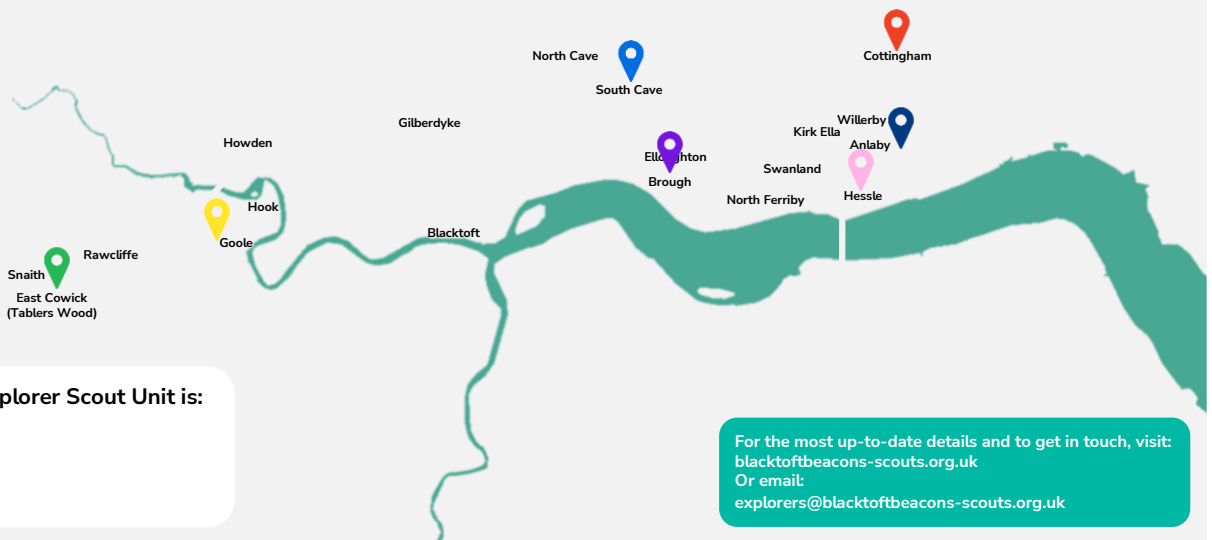 Cottingham
North Cave
South Cave
Willerby
Kirk Ella
Anlaby
Gilberdyke
Howden
Elloughton
Swanland
Brough
North Ferriby
Hessle
Hook
Blacktoft
Goole
Rawcliffe
Snaith
East Cowick
(Tablers Wood)
plorer Scout Unit is:
For the most up-to-date details and to get in touch, visit:
blacktoftbeacons-scouts.org.uk
Or email:
explorers@blacktoftbeacons-scouts.org.uk